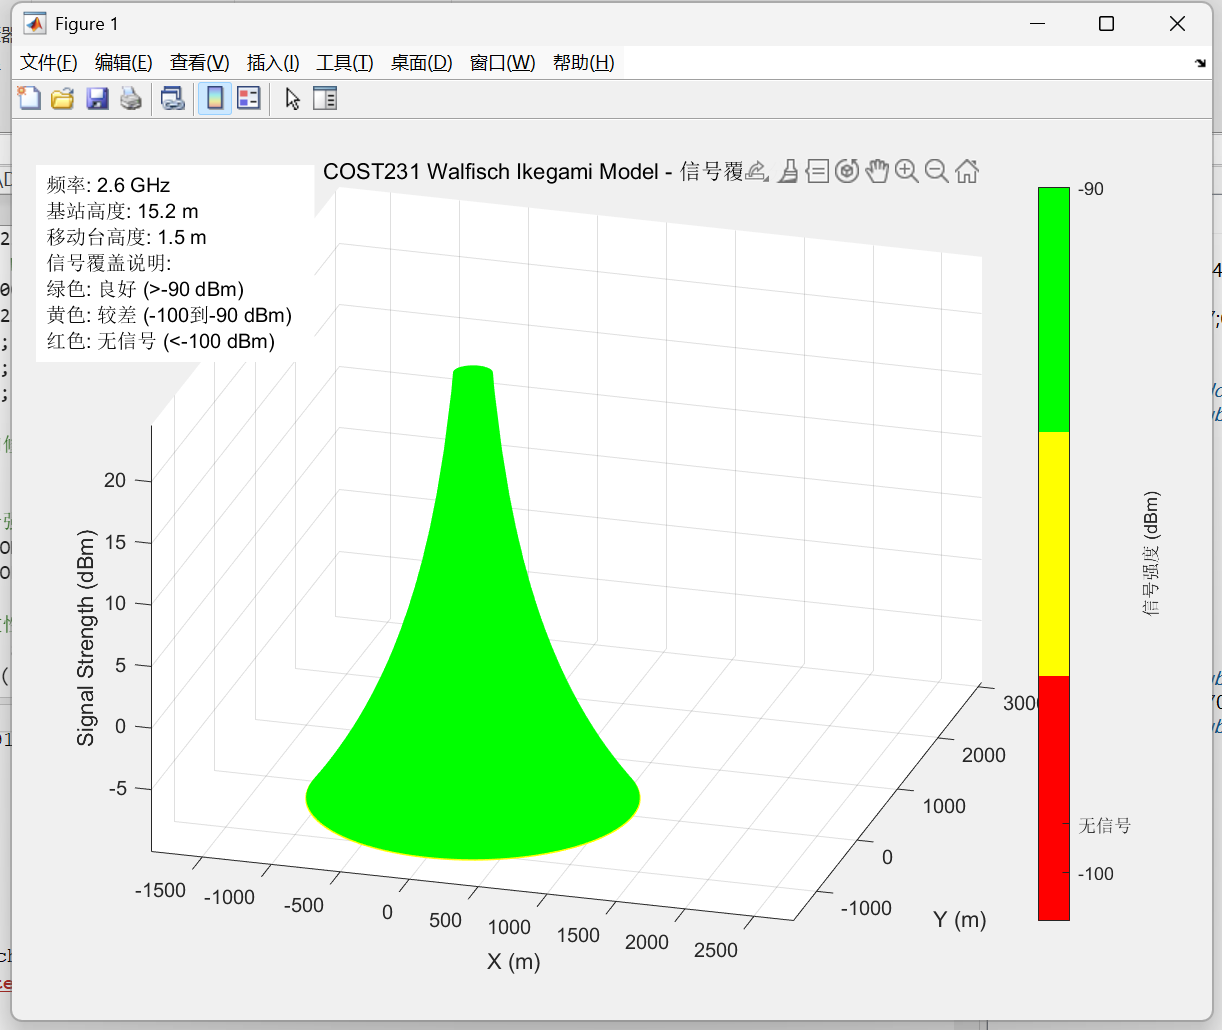 Figure 1
文件(F) 编辑(E) 查看(V) 插入(I) 工具(T) 桌面(D) 窗口(W) 帮助(H)
COST231 Walfisch Ikegami Model - 信号覆
频率: 2.6 GHz
基站高度: 15.2 m
移动台高度: 1.5 m
信号覆盖说明:
绿色: 良好 (>-90 dBm)
黄色: 较差 (-100到-90 dBm)
红色: 无信号 (<-100 dBm)
20
15
10
5
0
-5
Signal Strength (dBm)
-1500
-1000
-500
0
500
1000
1500
2000
2500
X (m)
-1000
0
1000
2000
300
Y (m)
-90
无信号
-100
信号强度 (dBm)